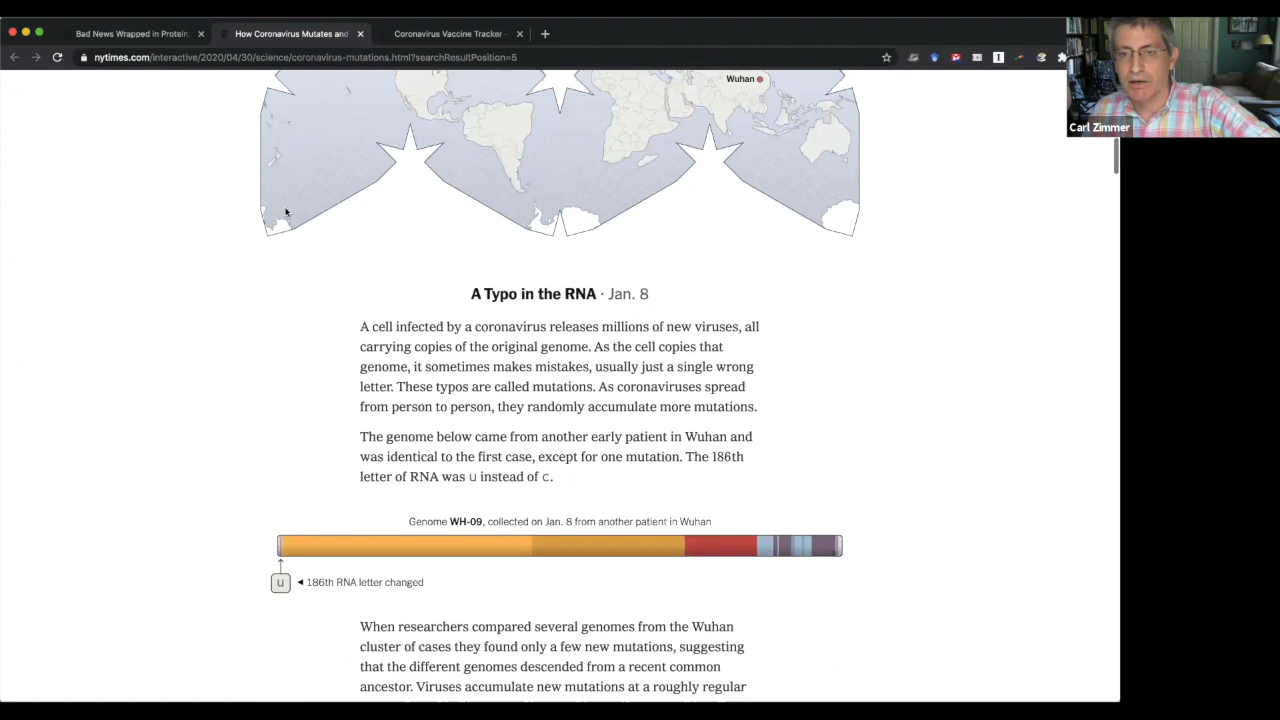 Bad News Wrapped in Protein:
How Coronavirus Mutates and
Coronavirus Vaccine Tracker -
nytimes.com/interactive/2020/04/30/science/coronavirus-mutations.html?searchResultPosition=5
Carl Zimmer
Wuhan
A Typo in the RNA · Jan. 8
A cell infected by a coronavirus releases millions of new viruses, all
carrying copies of the original genome. As the cell copies that
genome, it sometimes makes mistakes, usually just a single wrong
letter. These typos are called mutations. As coronaviruses spread
from person to person, they randomly accumulate more mutations.
The genome below came from another early patient in Wuhan and
was identical to the first case, except for one mutation. The 186th
letter of RNA was u instead of c.
Genome WH-09, collected on Jan. 8 from another patient in Wuhan
u
186th RNA letter changed
When researchers compared several genomes from the Wuhan
cluster of cases they found only a few new mutations, suggesting
that the different genomes descended from a recent common
ancestor. Viruses accumulate new mutations at a roughly regular